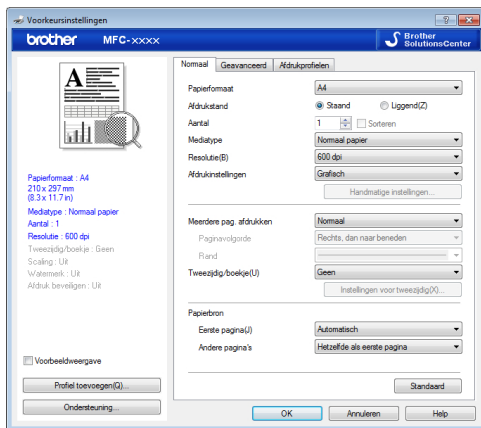 Voorkeursinstellingen
brother MFC-xxxx
Brother
SolutionsCenter
A
Papierformaat : A4
210 x 297 mm
(8.3 x 11.7 in)
Mediatype : Normaal papier
Aantal : 1
Resolutie : 600 dpi
Tweezijdig/boekje : Geen
Scaling : Uit
Watermerk : Uit
Afdruk beveiligen : Uit
Voorbeeldweergave
Profiel toevoegen(Q)...
Ondersteuning...
Normaal Geavanceerd Afdrukprofielen
Papierformaat A4
Afdrukstand Staand Liggend(Z)
Aantal 1 Sorteren
Mediatype Normaal papier
Resolutie(B) 600 dpi
Afdrukinstellingen Grafisch
Handmatige instellingen...
Meerdere pag. afdrukken Normaal
Paginavolgorde Rechts, dan naar beneden
Rand
Tweezijdig/boekje(U) Geen
Instellingen voor tweezijdig(X)...
Papierbron
Eerste pagina(J) Automatisch
Andere pagina's Hetzelfde als eerste pagina
Standaard
OK Annuleren Help